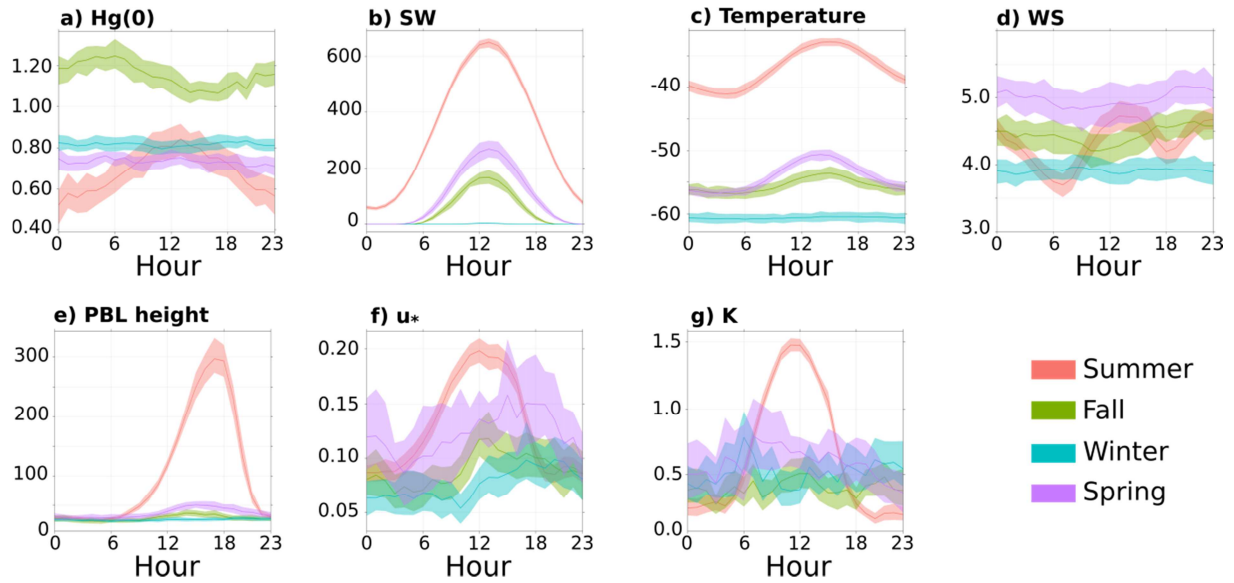 a) Hg(0)
1.20
1.00
0.80
0.60
0.40
0 6 12 18 23
Hour
b) SW
600
400
200
0
0 6 12 18 23
Hour
c) Temperature
-40
-50
-60
0 6 12 18 23
Hour
d) WS
5.0
4.0
3.0
0 6 12 18 23
Hour
e) PBL height
300
200
100
0
0 6 12 18 23
Hour
f) u*
0.20
0.15
0.10
0.05
0 6 12 18 23
Hour
g) K
1.5
1.0
0.5
0.0
0 6 12 18 23
Hour
Summer
Fall
Winter
Spring